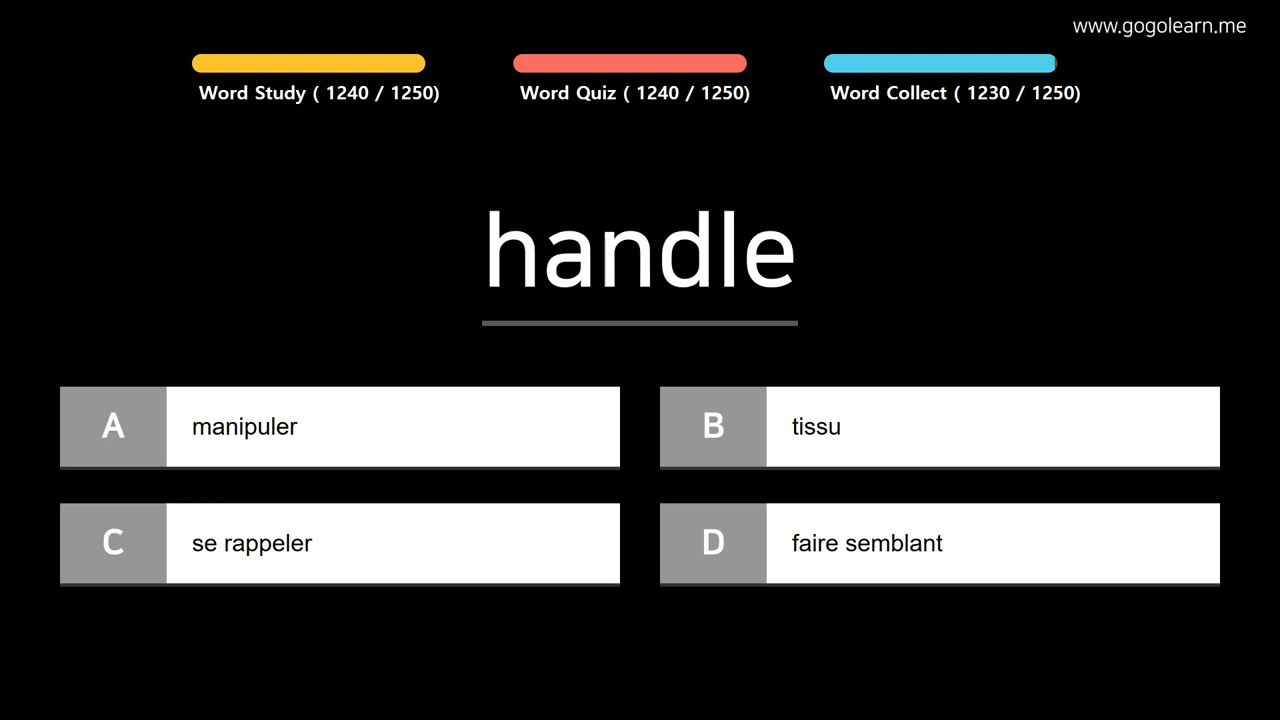 www.gogolearn.me
Word Study ( 1240 / 1250)
Word Quiz ( 1240 / 1250)
Word Collect ( 1230 / 1250)
handle
A manipuler
B tissu
C se rappeler
D faire semblant